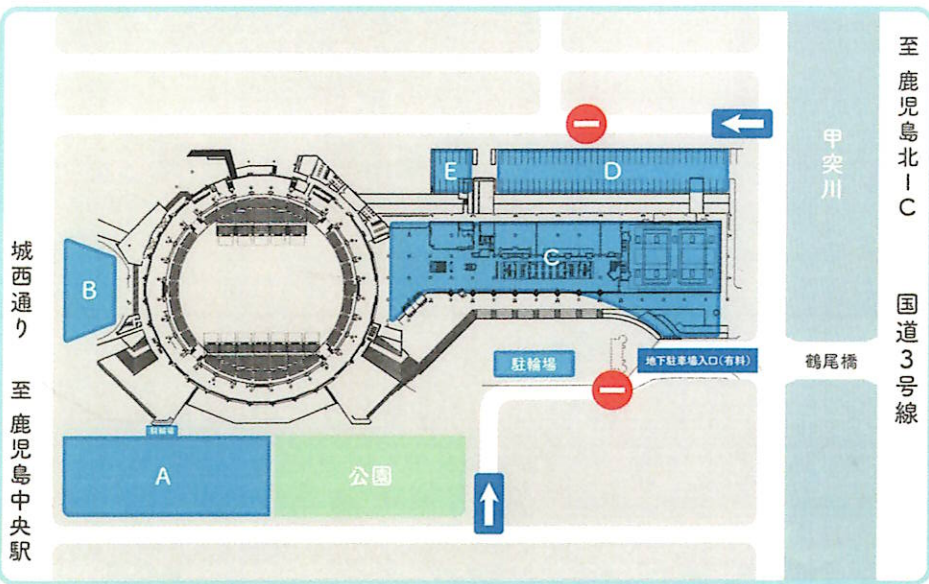 至 鹿児島北IC
国道3号線
甲突川
鶴尾橋
E
D
C
B
A
城西通り
至 鹿児島中央駅
駐輪場
地下駐車場入口(有料)
駐輪場
公園